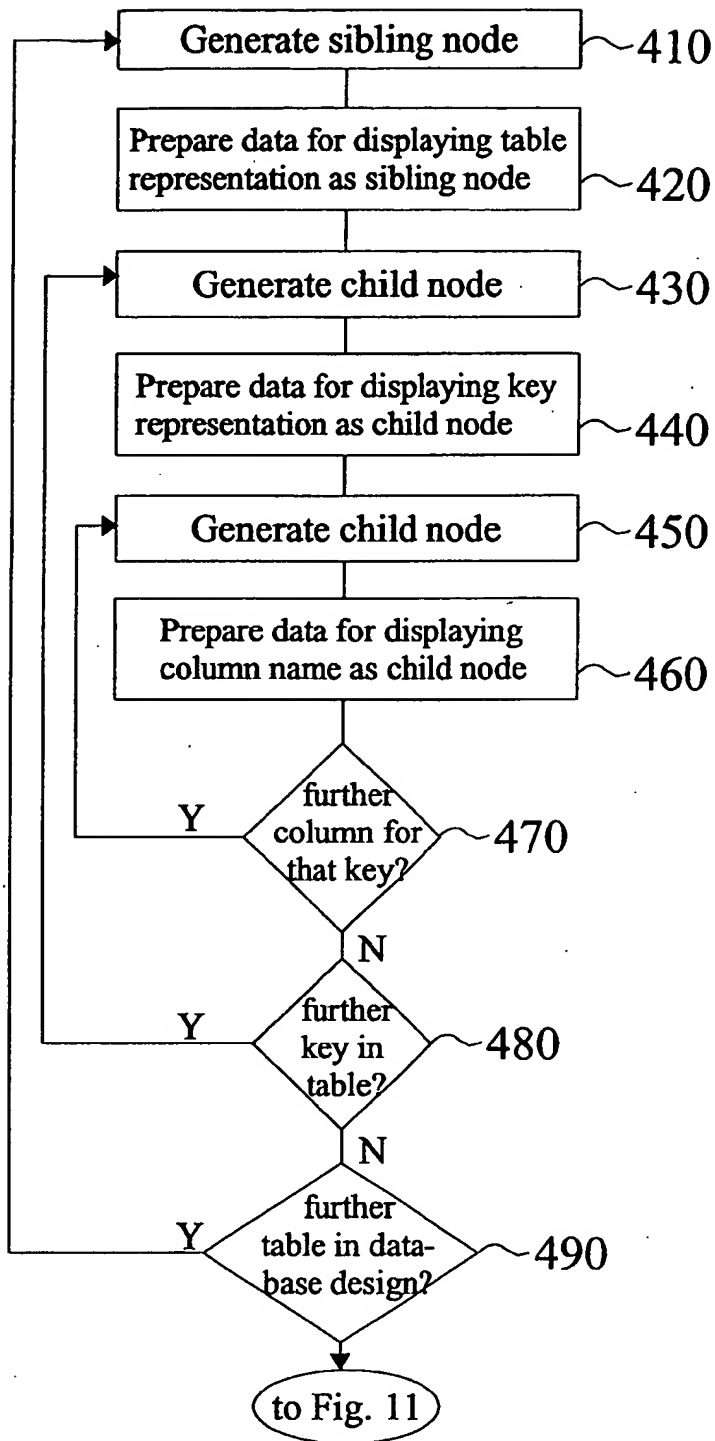 Generate sibling node 410
Prepare data for displaying table
representation as sibling node 420
Generate child node 430
Prepare data for displaying key
representation as child node 440
Generate child node 450
Prepare data for displaying
column name as child node 460
further
column for
that key?
Y
470
N
further
key in
table?
Y
480
N
further
table in data-
base design?
Y
490
to Fig. 11